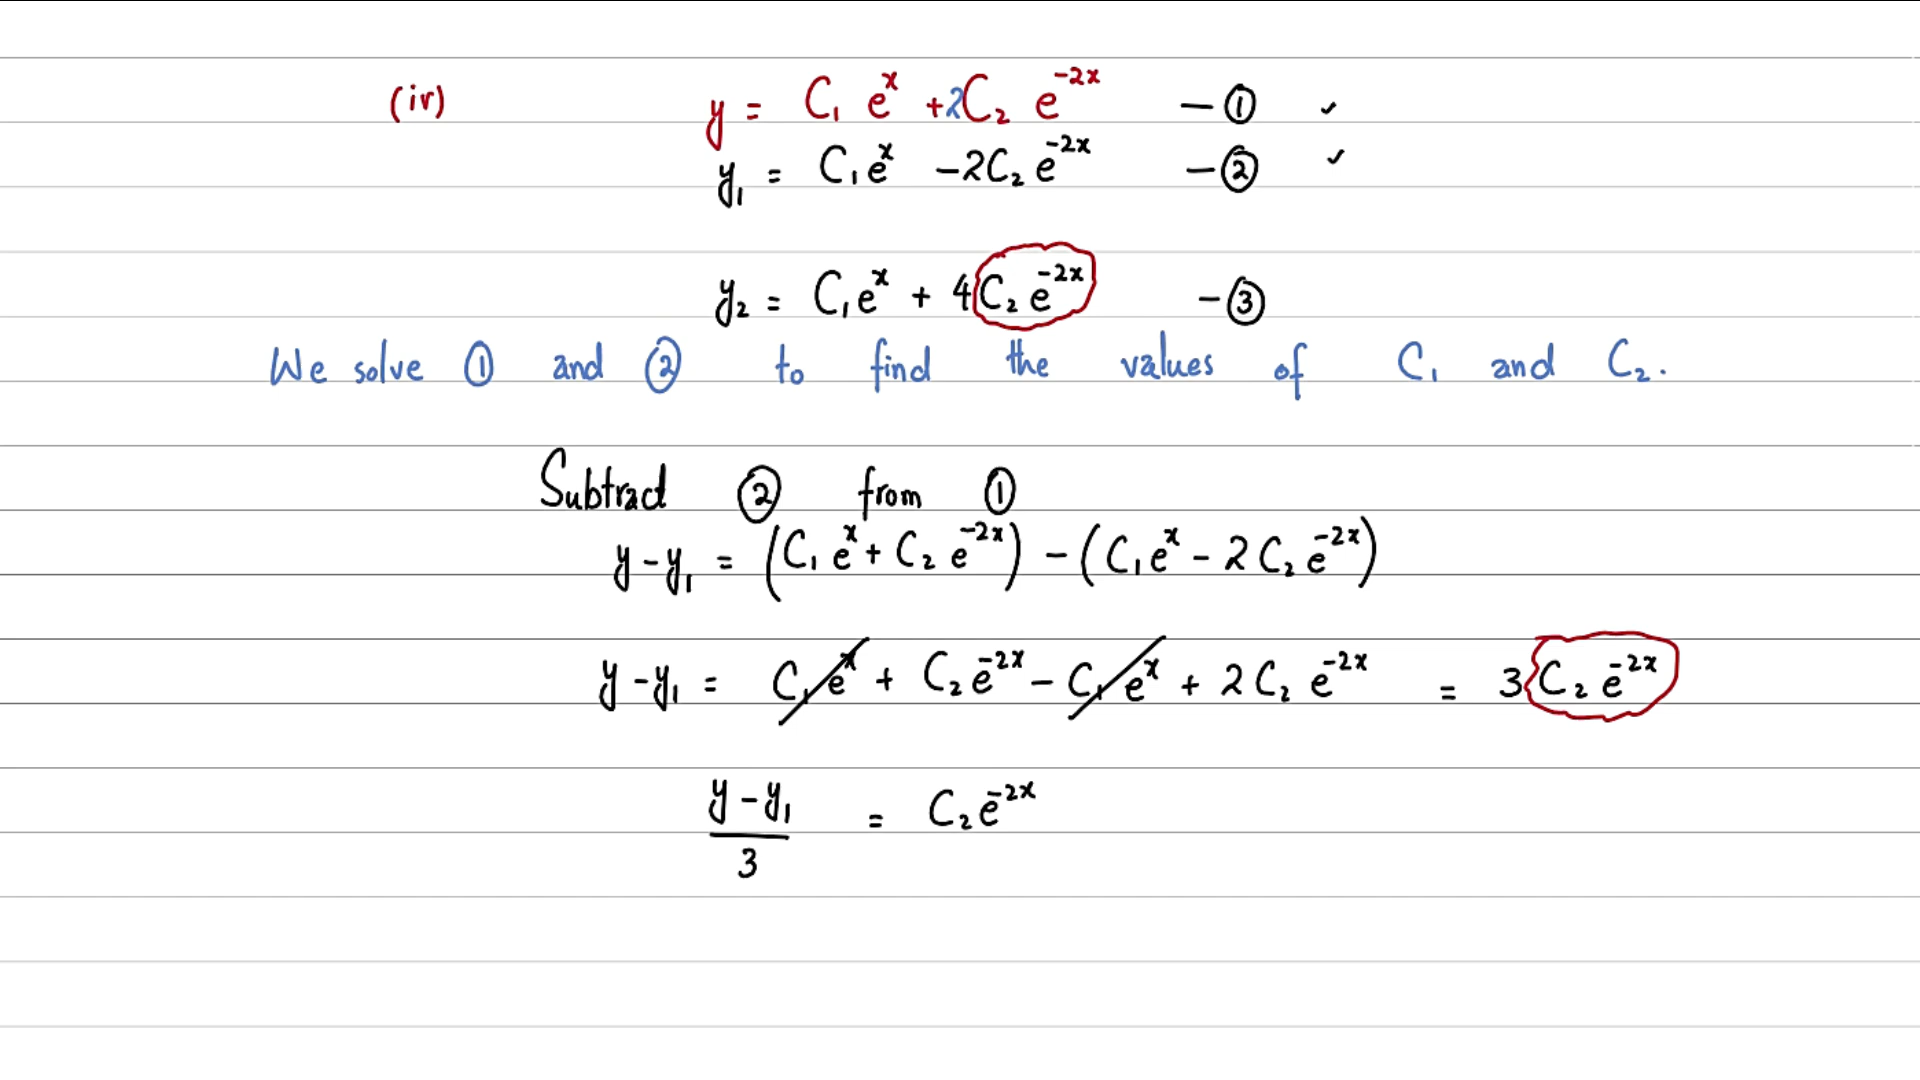 (iv) y = C₁ eˣ + 2C₂ e⁻²ˣ — ① ✓
y₁ = C₁eˣ − 2C₂ e⁻²ˣ — ② ✓
y₂ = C₁eˣ + 4C₂ e⁻²ˣ — ③
We solve ① and ② to find the values of C₁ and C₂.
Subtract ② from ①
y − y₁ = (C₁ eˣ + C₂ e⁻²ˣ) − (C₁eˣ − 2C₂ e⁻²ˣ)
y − y₁ = C₁eˣ + C₂e⁻²ˣ − C₁eˣ + 2C₂ e⁻²ˣ = 3C₂ e⁻²ˣ
y − y₁ / 3 = C₂e⁻²ˣ